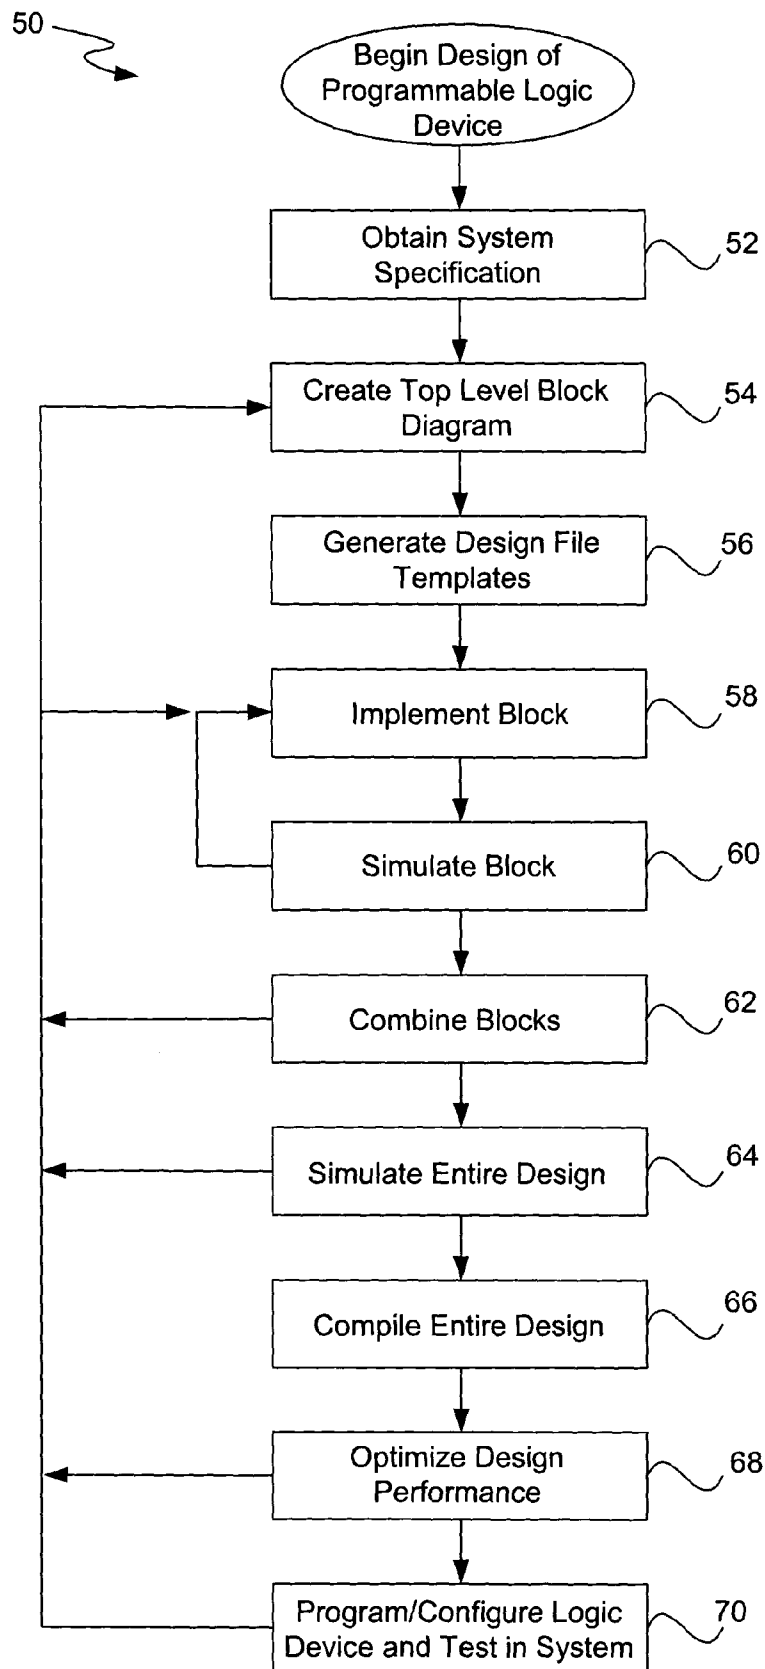 50
Begin Design of
Programmable Logic
Device
Obtain System
Specification
52
Create Top Level Block
Diagram
54
Generate Design File
Templates
56
Implement Block
58
Simulate Block
60
Combine Blocks
62
Simulate Entire Design
64
Compile Entire Design
66
Optimize Design
Performance
68
Program/Configure Logic
Device and Test in System
70